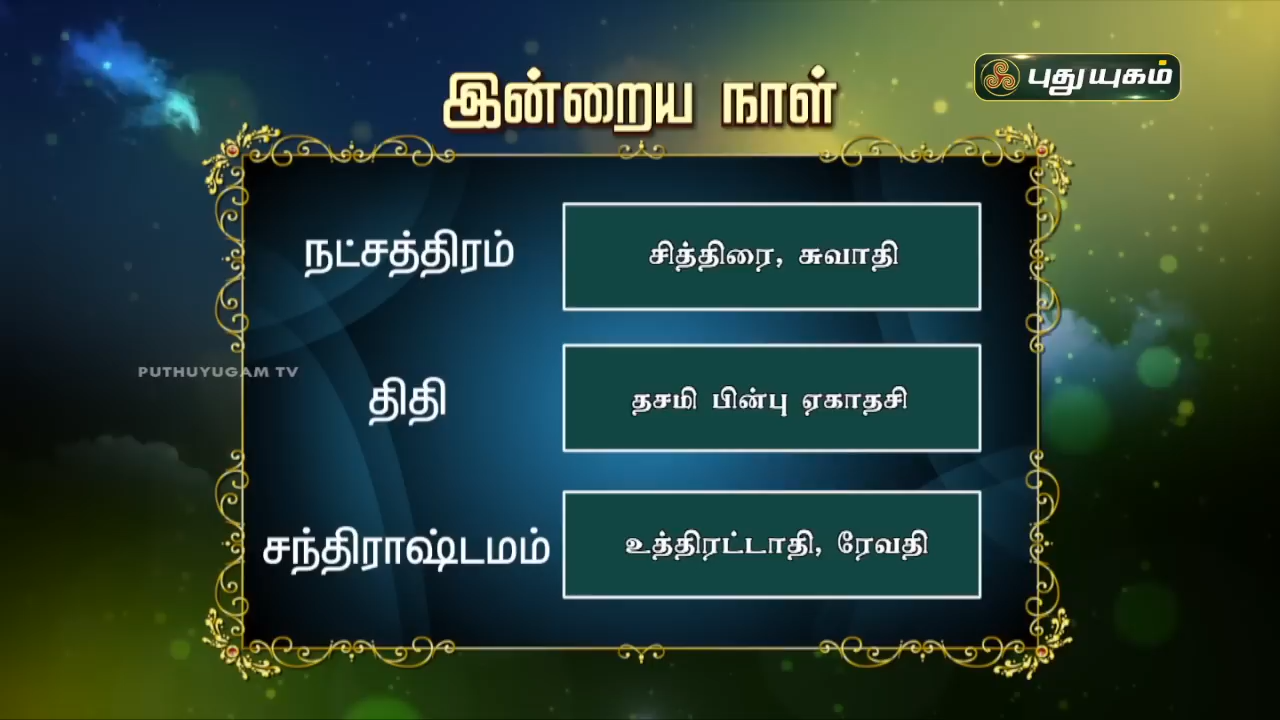 இன்றைய நாள்
புதுயுகம்
நட்சத்திரம்
சித்திரை, சுவாதி
PUTHUYUGAM TV
திதி
தசமி பின்பு ஏகாதசி
சந்திராஷ்டமம்
உத்திரட்டாதி, ரேவதி